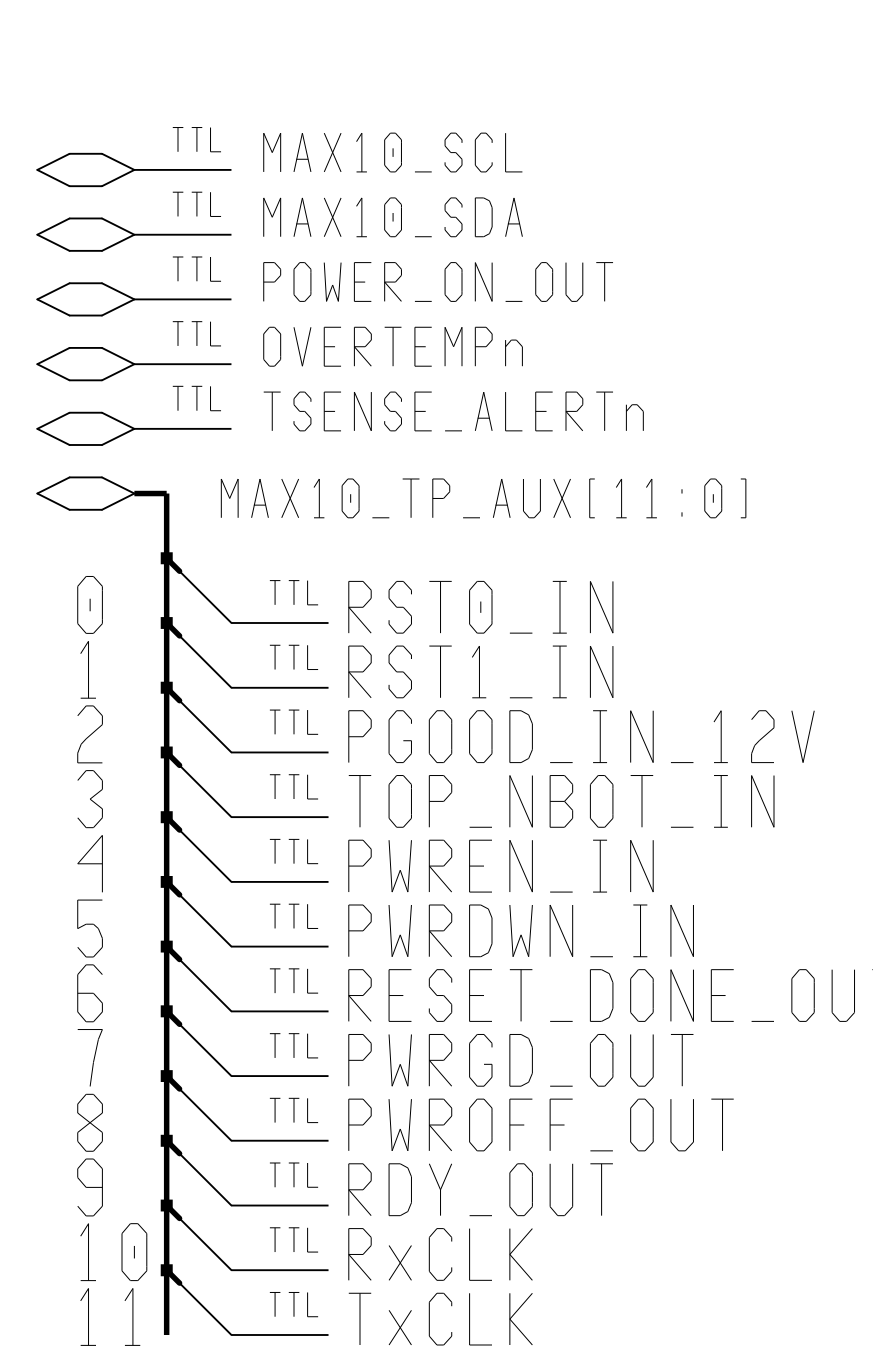 TTL MAX10_SCL
TTL MAX10_SDA
TTL POWER_ON_OUT
TTL OVERTEMPn
TTL TSENSE_ALERTn
MAX10_TP_AUX[11:0]
0 TTL RST0_IN
1 TTL RST1_IN
2 TTL PGOOD_IN_12V
3 TTL TOP_NBOT_IN
4 TTL PWREN_IN
5 TTL PWRDWN_IN
6 TTL RESET_DONE_OU
7 TTL PWRGD_OUT
8 TTL PWROFF_OUT
9 TTL RDY_OUT
10 TTL RxCLK
11 TTL TxCLK